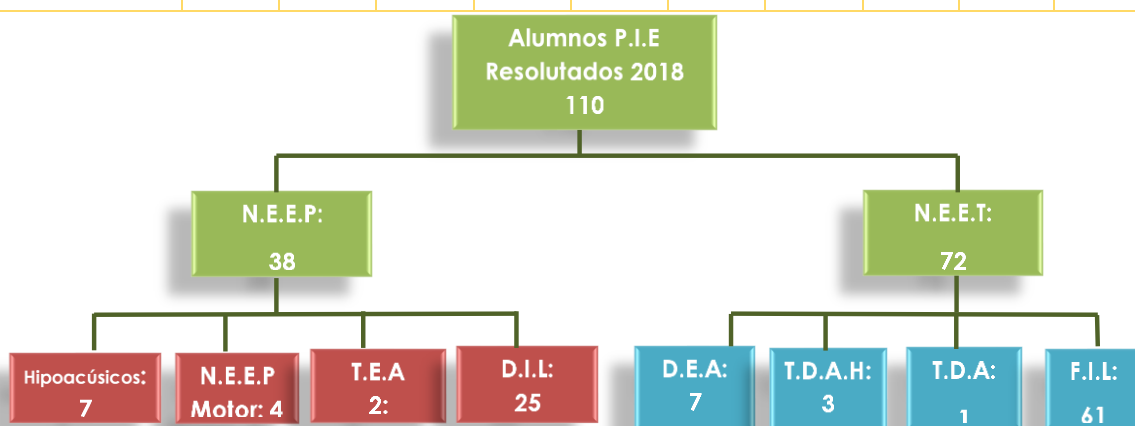 Alumnos P.I.E
Resolutados 2018
110
N.E.E.P:
38
N.E.E.T:
72
Hipoacúsicos:
7
N.E.E.P
Motor: 4
T.E.A
2:
D.I.L:
25
D.E.A:
7
T.D.A.H:
3
T.D.A:
1
F.I.L:
61